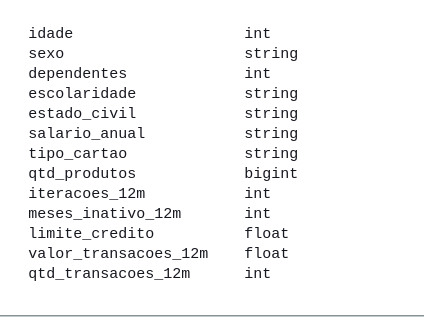 idade int
sexo string
dependentes int
escolaridade string
estado_civil string
salario_anual string
tipo_cartao string
qtd_produtos bigint
iteracoes_12m int
meses_inativo_12m int
limite_credito float
valor_transacoes_12m float
qtd_transacoes_12m int